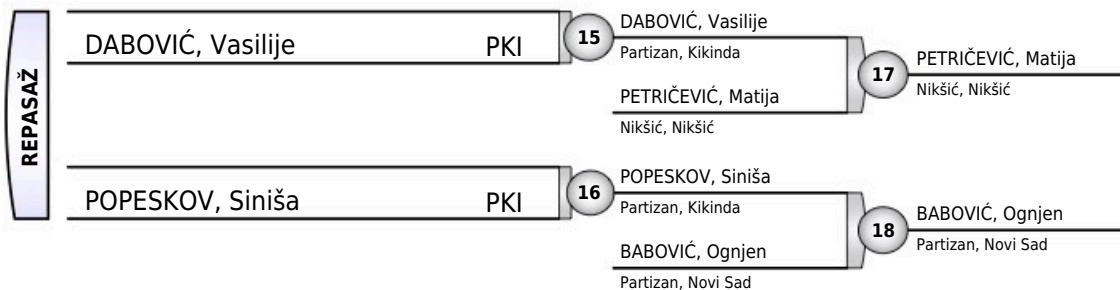 REPASAŽ
DABOVIĆ, Vasilije PKI
15
DABOVIĆ, Vasilije
Partizan, Kikinda
PETRIČEVIĆ, Matija
Nikšić, Nikšić
17
PETRIČEVIĆ, Matija
Nikšić, Nikšić
POPESKOV, Siniša PKI
16
POPESKOV, Siniša
Partizan, Kikinda
BABOVIĆ, Ognjen
Partizan, Novi Sad
18
BABOVIĆ, Ognjen
Partizan, Novi Sad